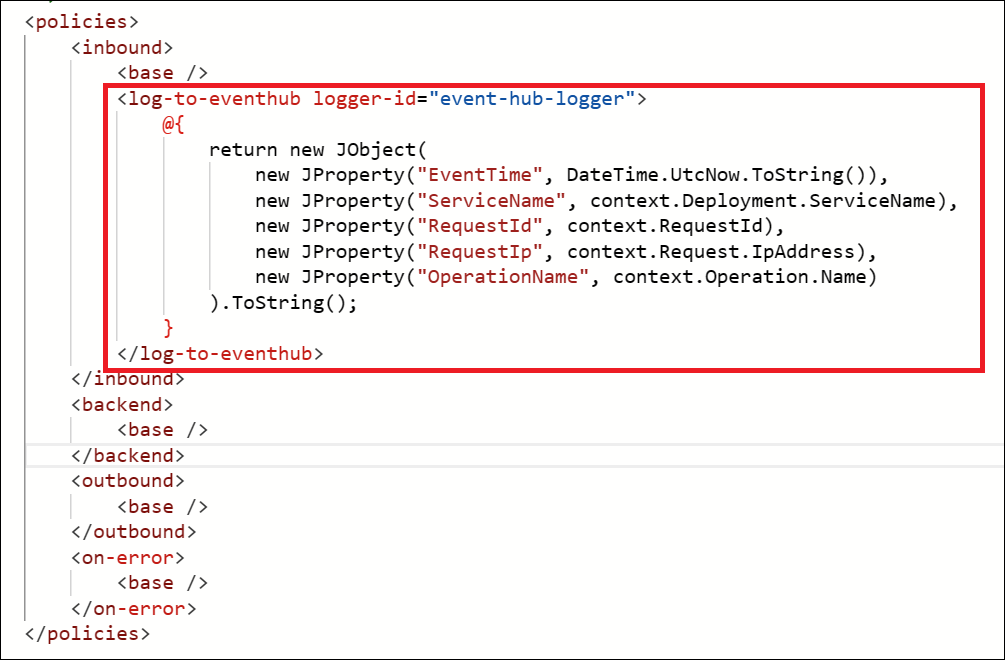 <policies>
<inbound>
<base />
<log-to-eventhub logger-id="event-hub-logger">
@{
return new JObject(
new JProperty("EventTime", DateTime.UtcNow.ToString()),
new JProperty("ServiceName", context.Deployment.ServiceName),
new JProperty("RequestId", context.RequestId),
new JProperty("RequestIp", context.Request.IpAddress),
new JProperty("OperationName", context.Operation.Name)
).ToString();
}
</log-to-eventhub>
</inbound>
<backend>
<base />
</backend>
<outbound>
<base />
</outbound>
<on-error>
<base />
</on-error>
</policies>